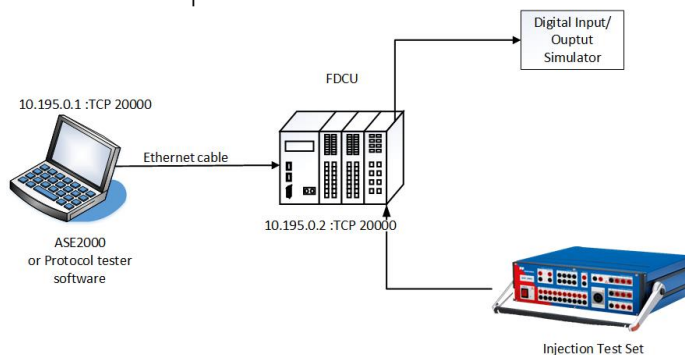 Digital Input/
Ouptut
Simulator
FDCU
10.195.0.1 :TCP 20000
Ethernet cable
10.195.0.2 :TCP 20000
ASE2000
or Protocol tester
software
Injection Test Set